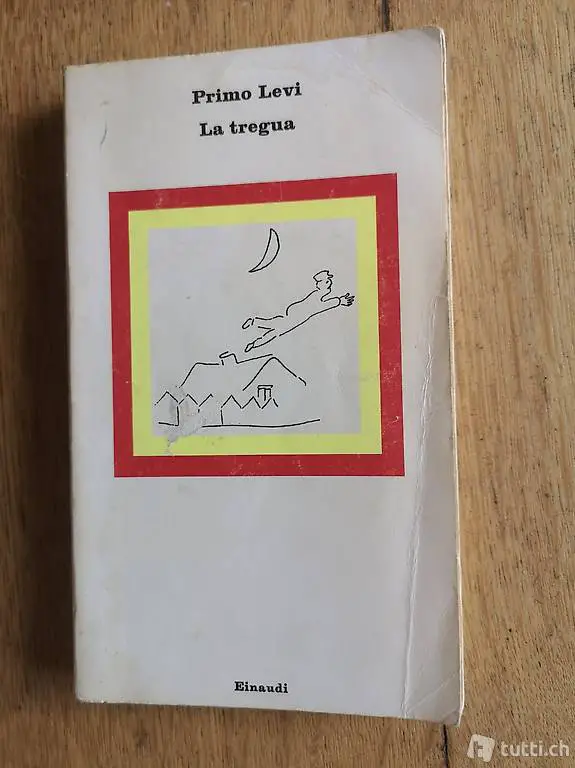 Primo Levi
La tregua
Einaudi
tutti.ch